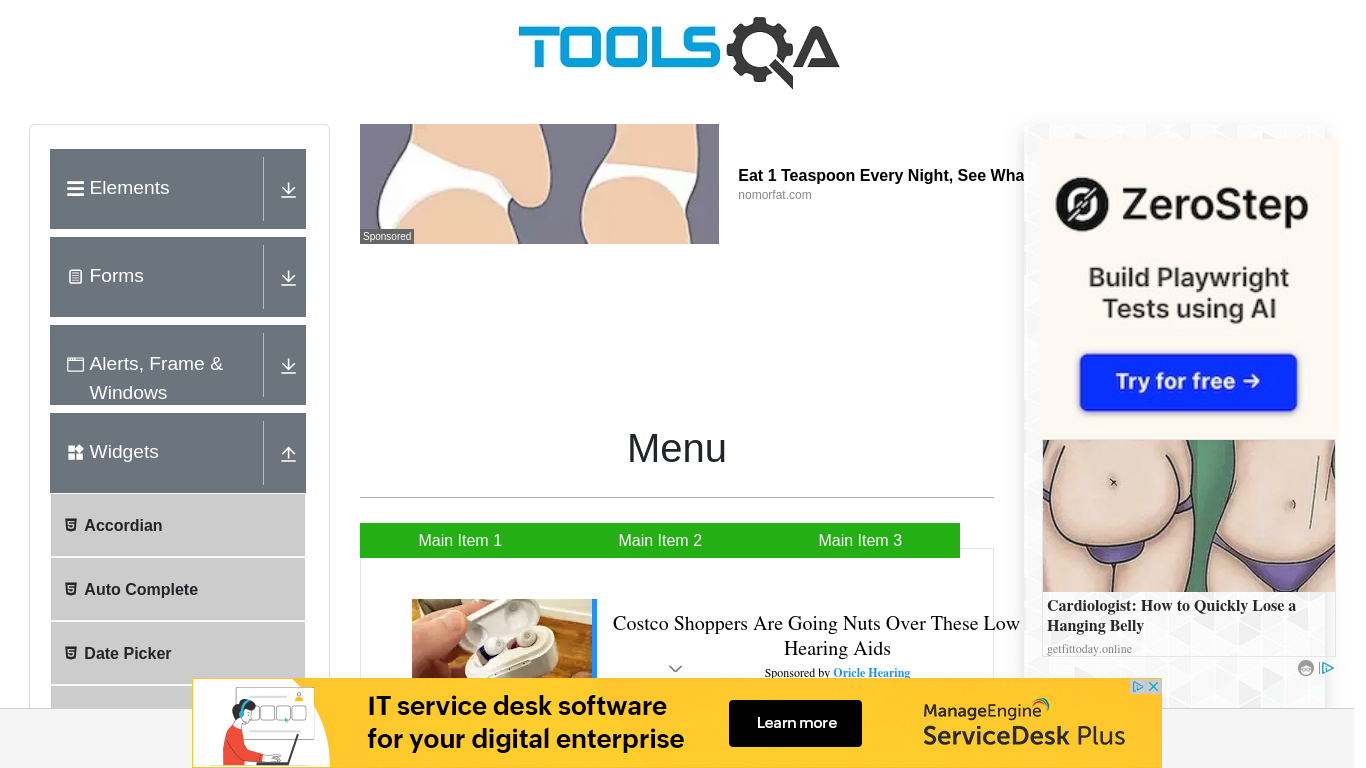 TOOLSQA
Elements
Forms
Alerts, Frame &
Windows
Widgets
Accordian
Auto Complete
Date Picker
Sponsored
Eat 1 Teaspoon Every Night, See Wha
nomorfat.com
Menu
Main Item 1
Main Item 2
Main Item 3
Costco Shoppers Are Going Nuts Over These Low
Hearing Aids
Sponsored by Oricle Hearing
ZeroStep
Build Playwright
Tests using AI
Try for free →
Cardiologist: How to Quickly Lose a
Hanging Belly
getfittoday.online
IT service desk software
for your digital enterprise
Learn more
ManageEngine
ServiceDesk Plus